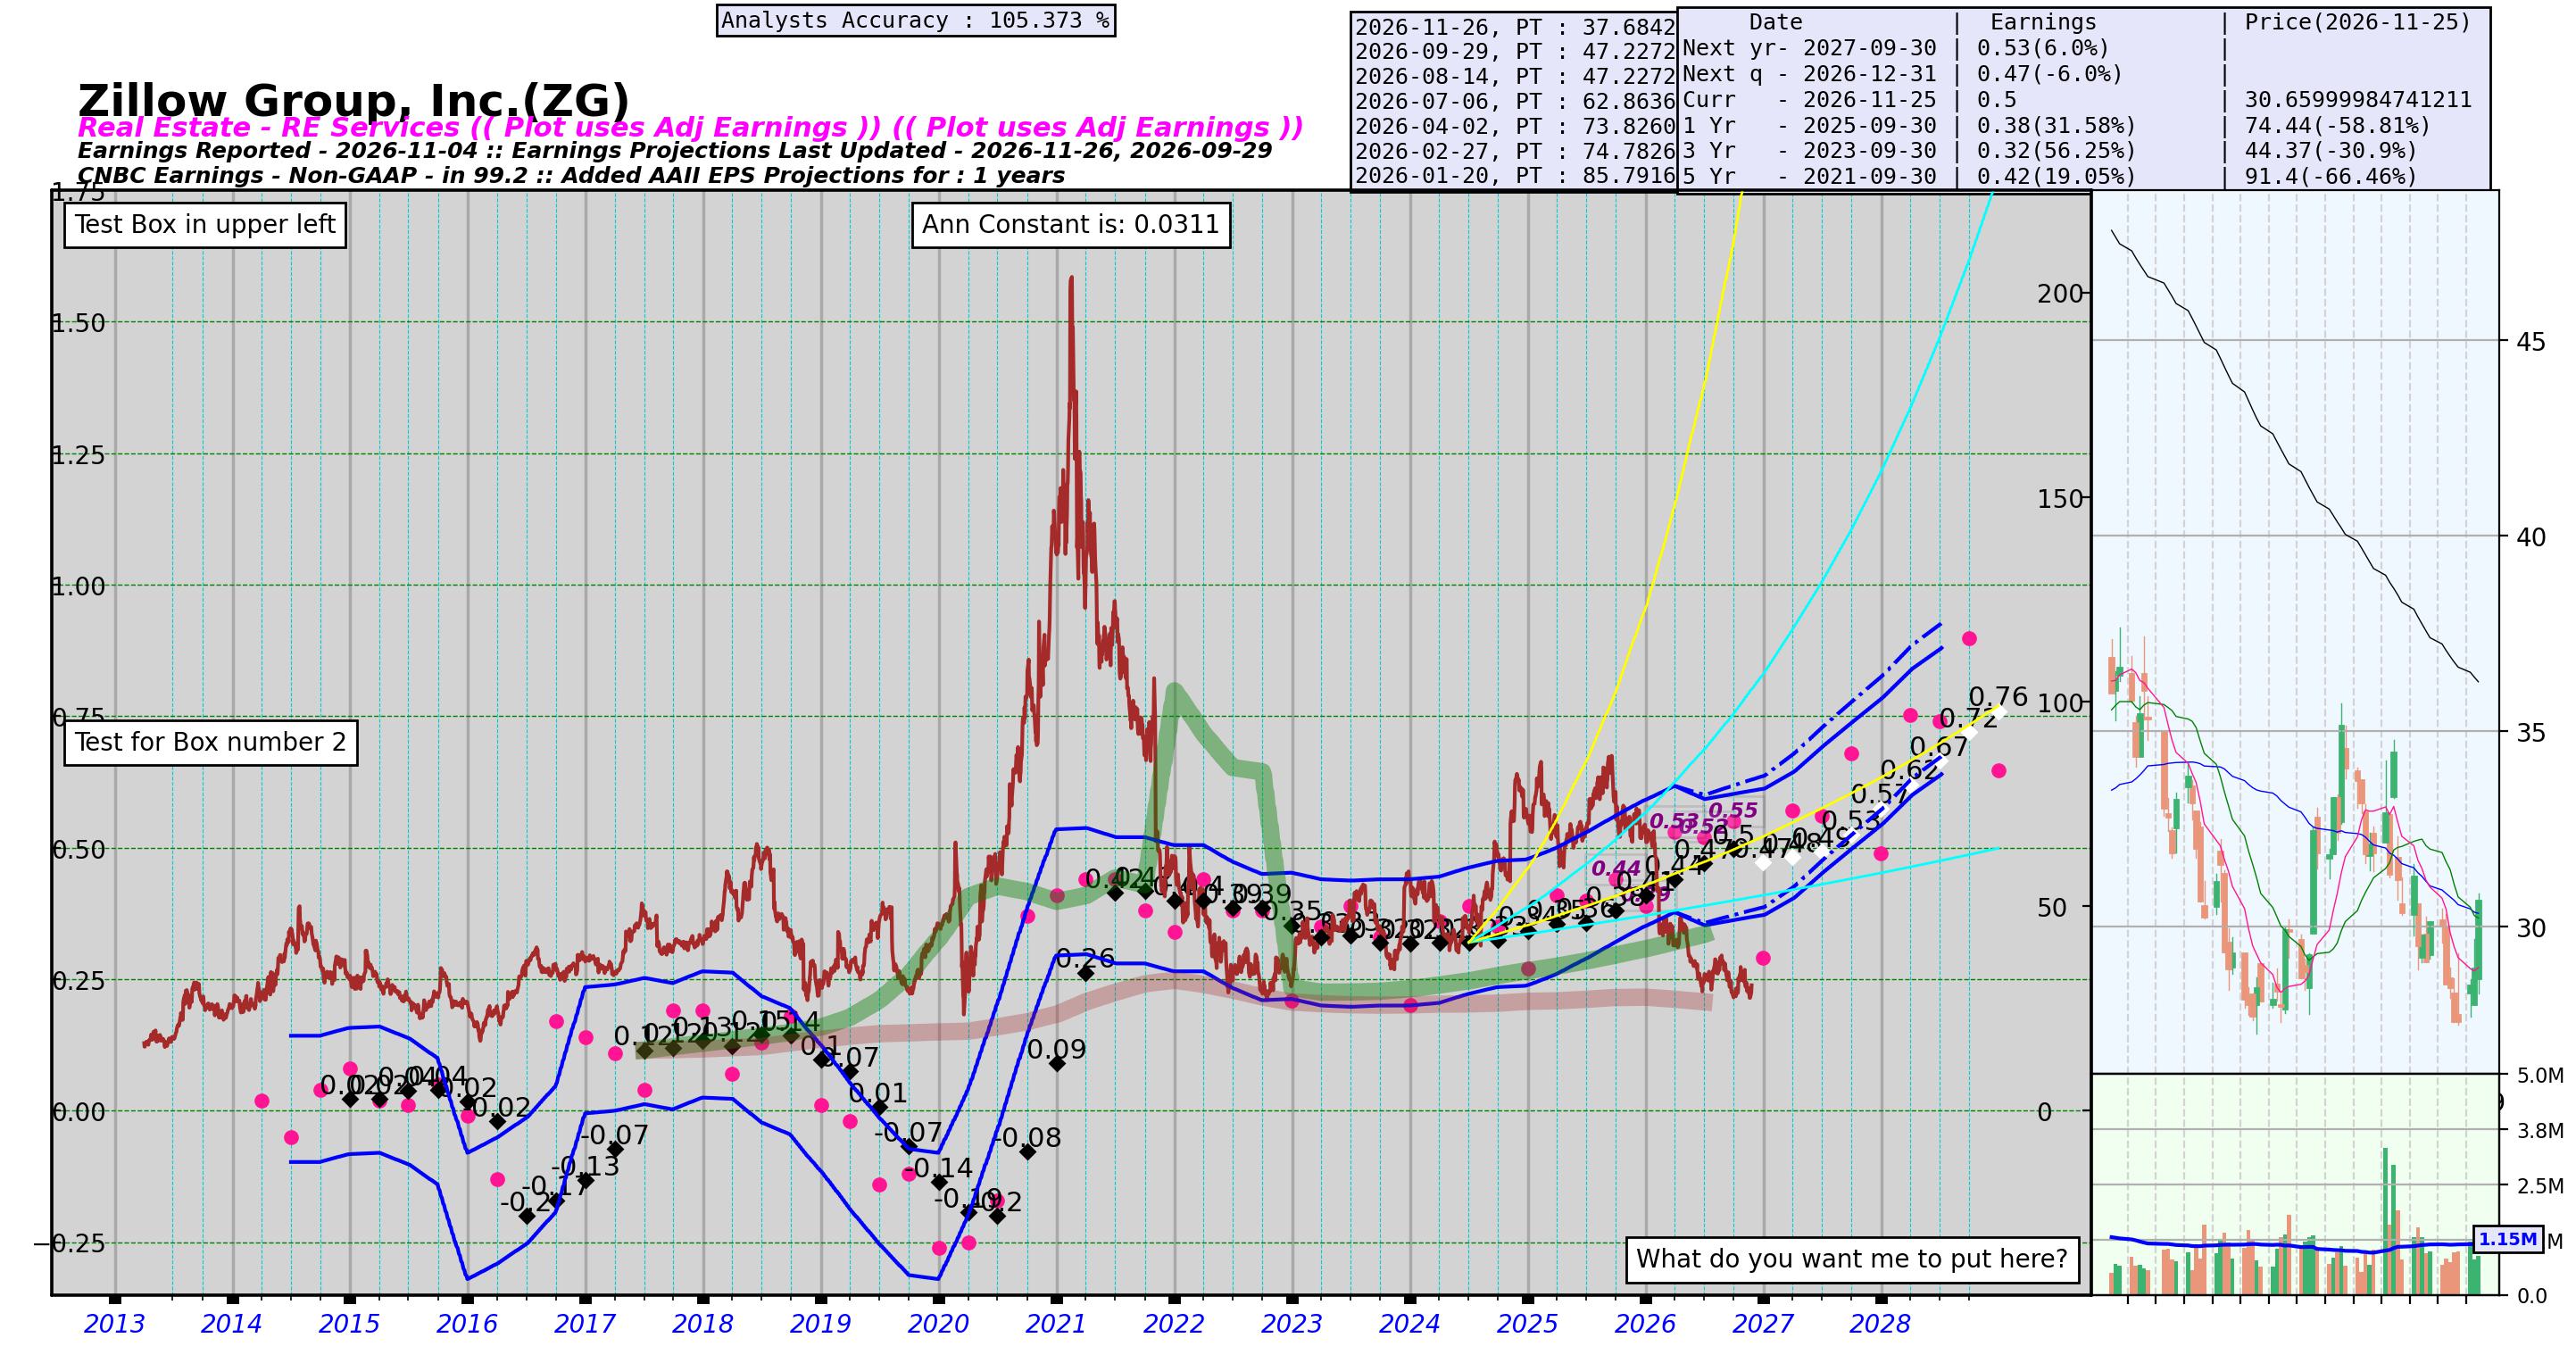 Analysts Accuracy : 105.373 %
2026-11-26, PT : 37.6842
2026-09-29, PT : 47.2272
2026-08-14, PT : 47.2272
2026-07-06, PT : 62.8636
2026-04-02, PT : 73.8260
2026-02-27, PT : 74.7826
2026-01-20, PT : 85.7916
Date | Earnings | Price(2026-11-25)
Next yr- 2027-09-30 | 0.53(6.0%) |
Next q - 2026-12-31 | 0.47(-6.0%) |
Curr - 2026-11-25 | 0.5 | 30.65999984741211
1 Yr - 2025-09-30 | 0.38(31.58%) | 74.44(-58.81%)
3 Yr - 2023-09-30 | 0.32(56.25%) | 44.37(-30.9%)
5 Yr - 2021-09-30 | 0.42(19.05%) | 91.4(-66.46%)
Zillow Group, Inc.(ZG)
Real Estate - RE Services (( Plot uses Adj Earnings )) (( Plot uses Adj Earnings ))
Earnings Reported - 2026-11-04 :: Earnings Projections Last Updated - 2026-11-26, 2026-09-29
CNBC Earnings - Non-GAAP - in 99.2 :: Added AAII EPS Projections for : 1 years
Test Box in upper left
Ann Constant is: 0.0311
Test for Box number 2
What do you want me to put here?
1.75
1.50
1.25
1.00
0.75
0.50
0.25
0.00
−0.25
200
150
100
50
0
45
40
35
30
5.0M
3.8M
2.5M
1.15M
0.0
0.26
0.09
-0.08
0.01
-0.07
-0.14
-0.07
-0.13
0.53
0.55
0.44
0.76
0.72
0.67
0.62
0.57
0.53
2013 2014 2015 2016 2017 2018 2019 2020 2021 2022 2023 2024 2025 2026 2027 2028